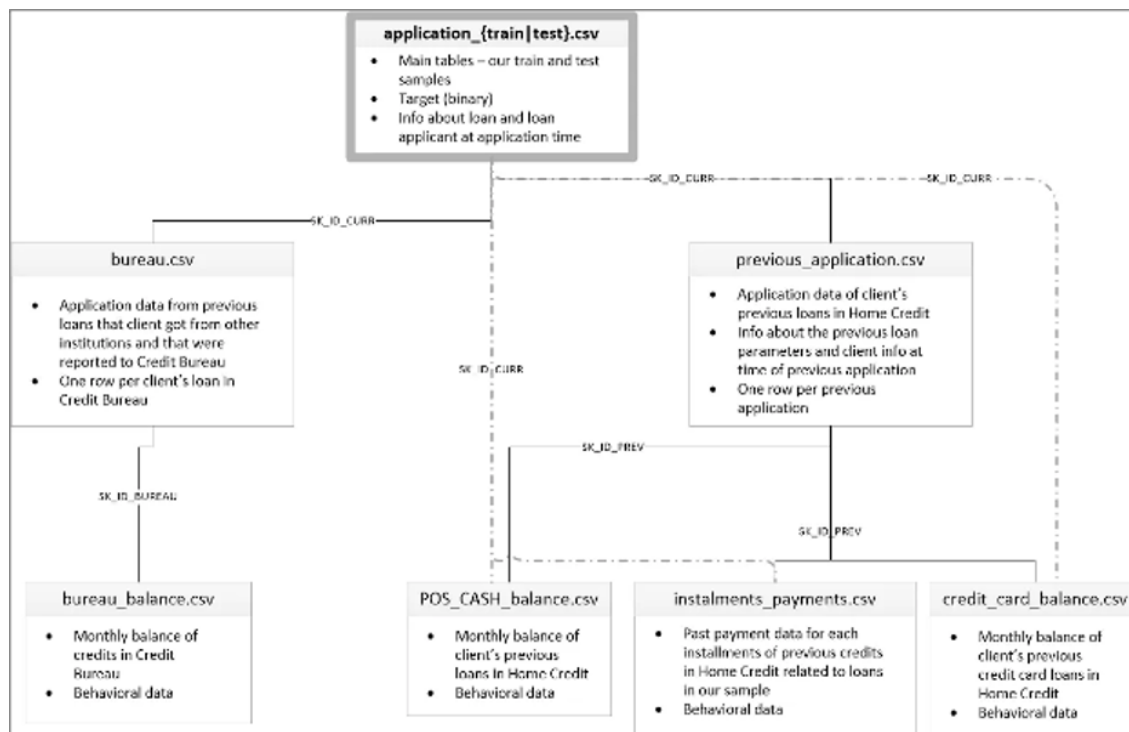 application_{train|test}.csv
• Main tables – our train and test
samples
• Target (binary)
• Info about loan and loan
applicant at application time
SK_ID_CURR
SK_ID_CURR
SK_ID_CURR
bureau.csv
• Application data from previous
loans that client got from other
institutions and that were
reported to Credit Bureau
• One row per client's loan in
Credit Bureau
previous_application.csv
• Application data of client's
previous loans in Home Credit
• Info about the previous loan
parameters and client info at
time of previous application
• One row per previous
application
SK_ID_CURR
SK_ID_PREV
SK_ID_BUREAU
SK_ID_PREV
bureau_balance.csv
• Monthly balance of
credits in Credit
Bureau
• Behavioral data
POS_CASH_balance.csv
• Monthly balance of
client's previous
loans in Home Credit
• Behavioral data
instalments_payments.csv
• Past payment data for each
installments of previous credits
in Home Credit related to loans
in our sample
• Behavioral data
credit_card_balance.csv
• Monthly balance of
client's previous
credit card loans in
Home Credit
• Behavioral data